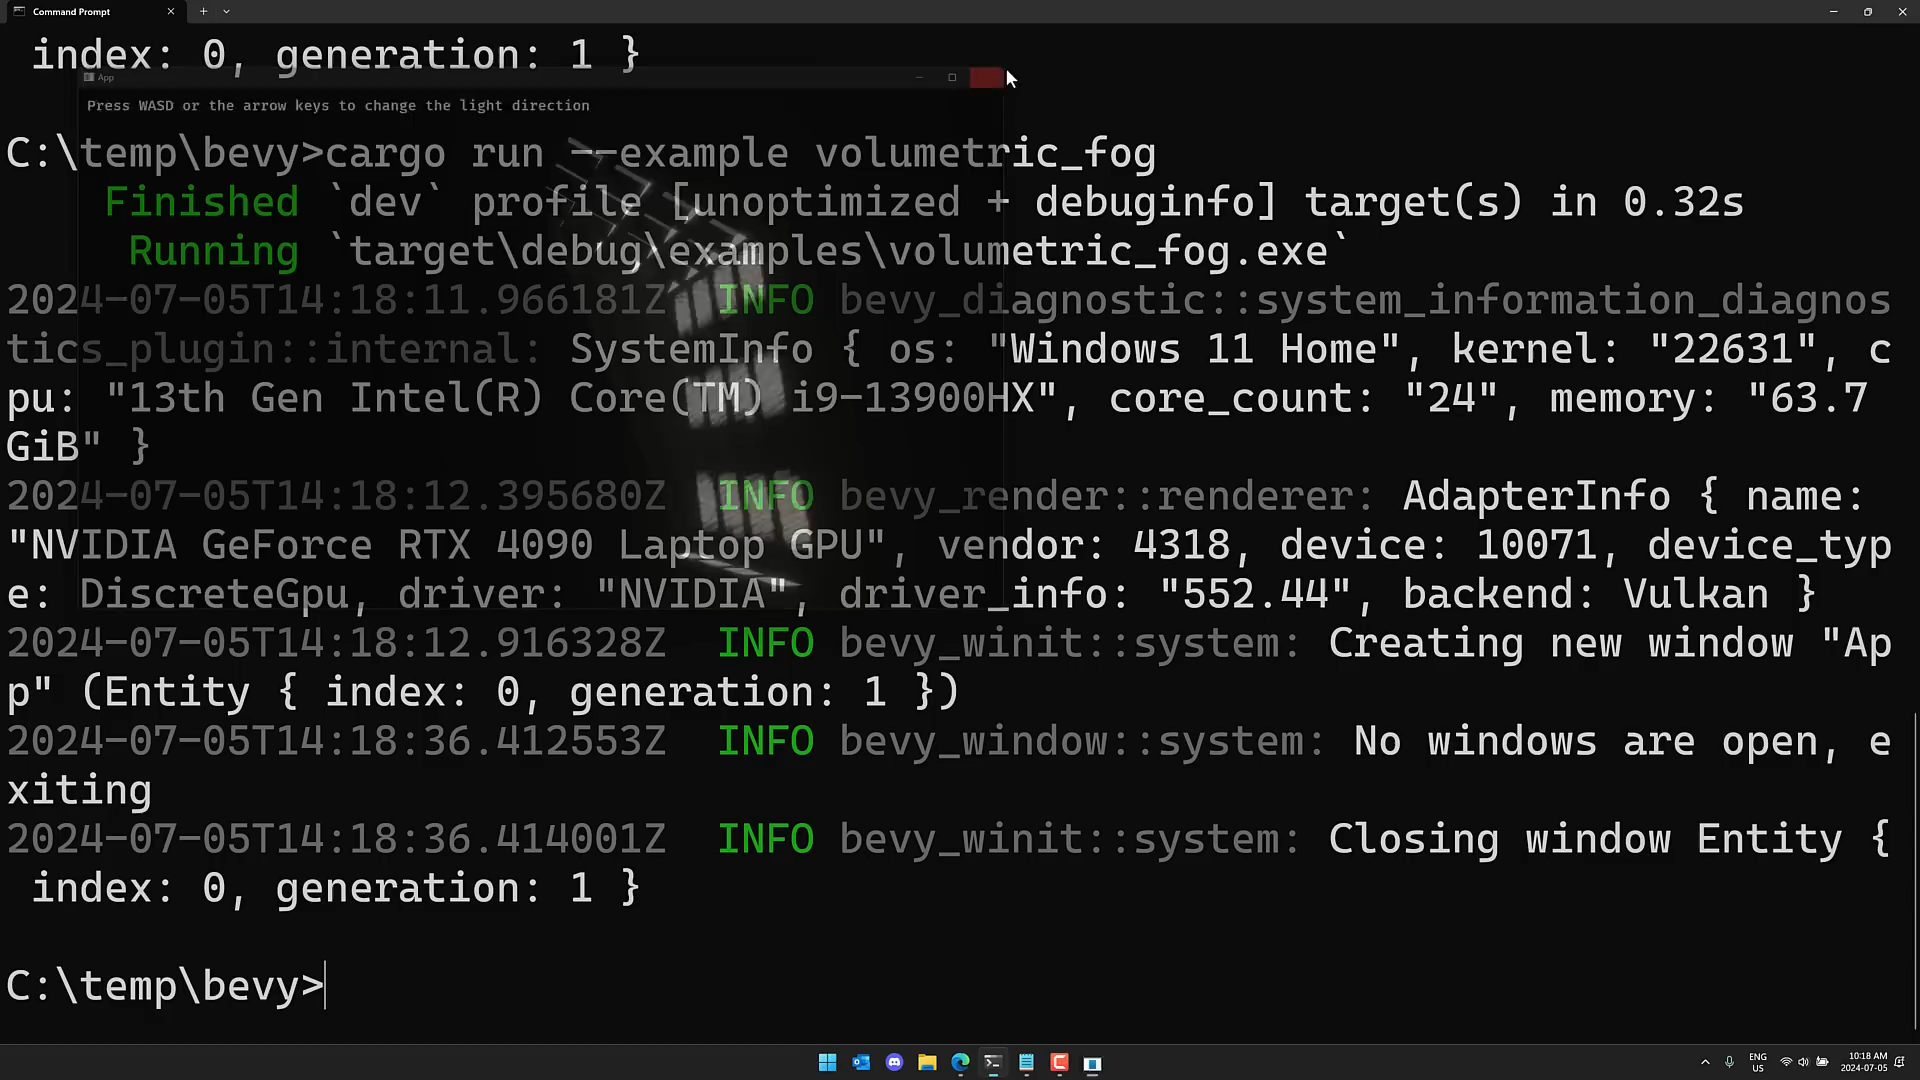 Command Prompt
index: 0, generation: 1 }
App
Press WASD or the arrow keys to change the light direction
C:\temp\bevy>cargo run --example volumetric_fog
Finished `dev` profile [unoptimized + debuginfo] target(s) in 0.32s
Running `target\debug\examples\volumetric_fog.exe`
2024-07-05T14:18:11.966181Z  INFO bevy_diagnostic::system_information_diagnos
tics_plugin::internal: SystemInfo { os: "Windows 11 Home", kernel: "22631", c
pu: "13th Gen Intel(R) Core(TM) i9-13900HX", core_count: "24", memory: "63.7
GiB" }
2024-07-05T14:18:12.395680Z  INFO bevy_render::renderer: AdapterInfo { name:
"NVIDIA GeForce RTX 4090 Laptop GPU", vendor: 4318, device: 10071, device_typ
e: DiscreteGpu, driver: "NVIDIA", driver_info: "552.44", backend: Vulkan }
2024-07-05T14:18:12.916328Z  INFO bevy_winit::system: Creating new window "Ap
p" (Entity { index: 0, generation: 1 })
2024-07-05T14:18:36.412553Z  INFO bevy_window::system: No windows are open, e
xiting
2024-07-05T14:18:36.414001Z  INFO bevy_winit::system: Closing window Entity {
index: 0, generation: 1 }
C:\temp\bevy>
ENG
US
10:18 AM
2024-07-05